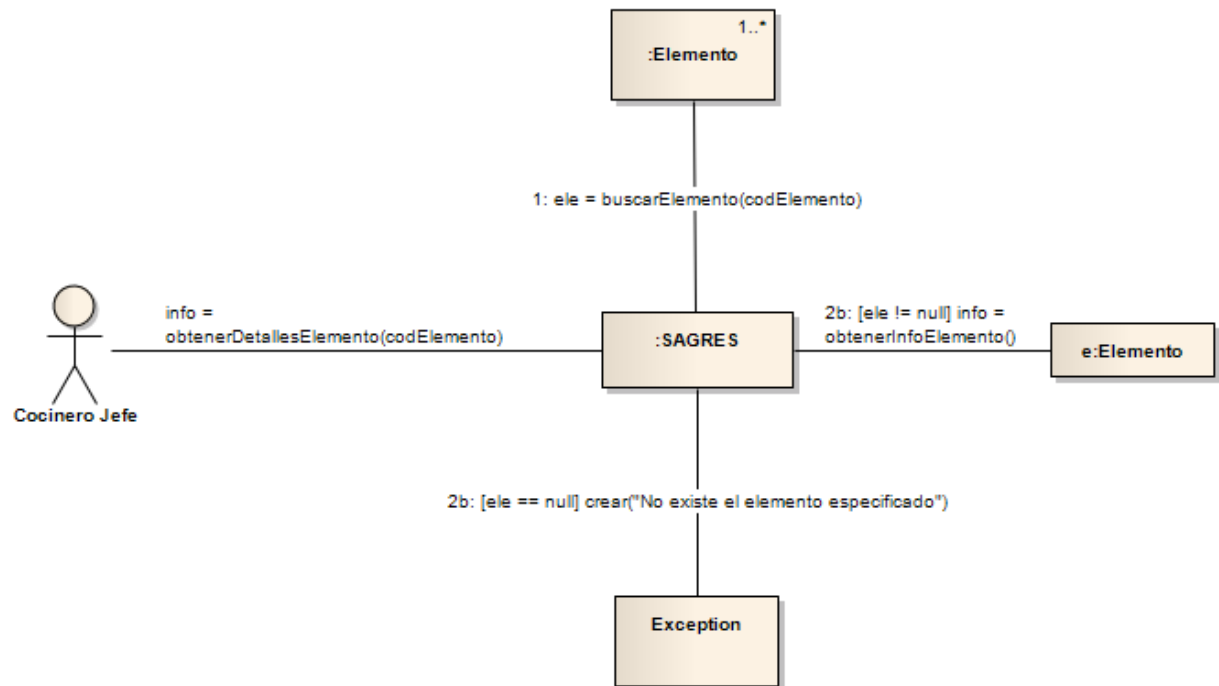 1..*
:Elemento
1: ele = buscarElemento(codElemento)
info =
obtenerDetallesElemento(codElemento)
:SAGRES
2b: [ele != null] info =
obtenerInfoElemento()
e:Elemento
Cocinero Jefe
2b: [ele == null] crear("No existe el elemento especificado")
Exception